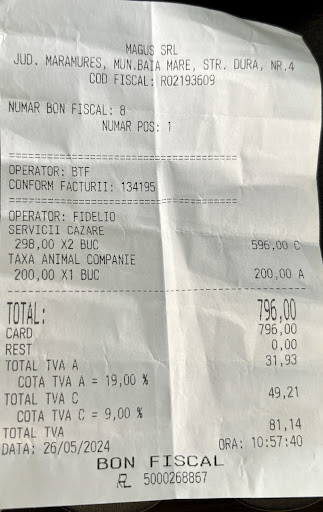 MAGUS SRL
JUD. MARAMURES, MUN.BAIA MARE, STR. DURA, NR.4
COD FISCAL: RO2193609
NUMAR BON FISCAL: 8
NUMAR POS: 1
========================================
OPERATOR: BTF
CONFORM FACTURII: 134195
========================================
OPERATOR: FIDELIO
SERVICII CAZARE
298,00 X2 BUC 596,00 C
TAXA ANIMAL COMPANIE
200,00 X1 BUC 200,00 A
----------------------------------------
TOTAL: 796,00
CARD 796,00
REST 0,00
TOTAL TVA A 31,93
COTA TVA A = 19,00 %
TOTAL TVA C 49,21
COTA TVA C = 9,00 %
TOTAL TVA 81,14
DATA: 26/05/2024 ORA: 10:57:40
BON FISCAL
5000268867